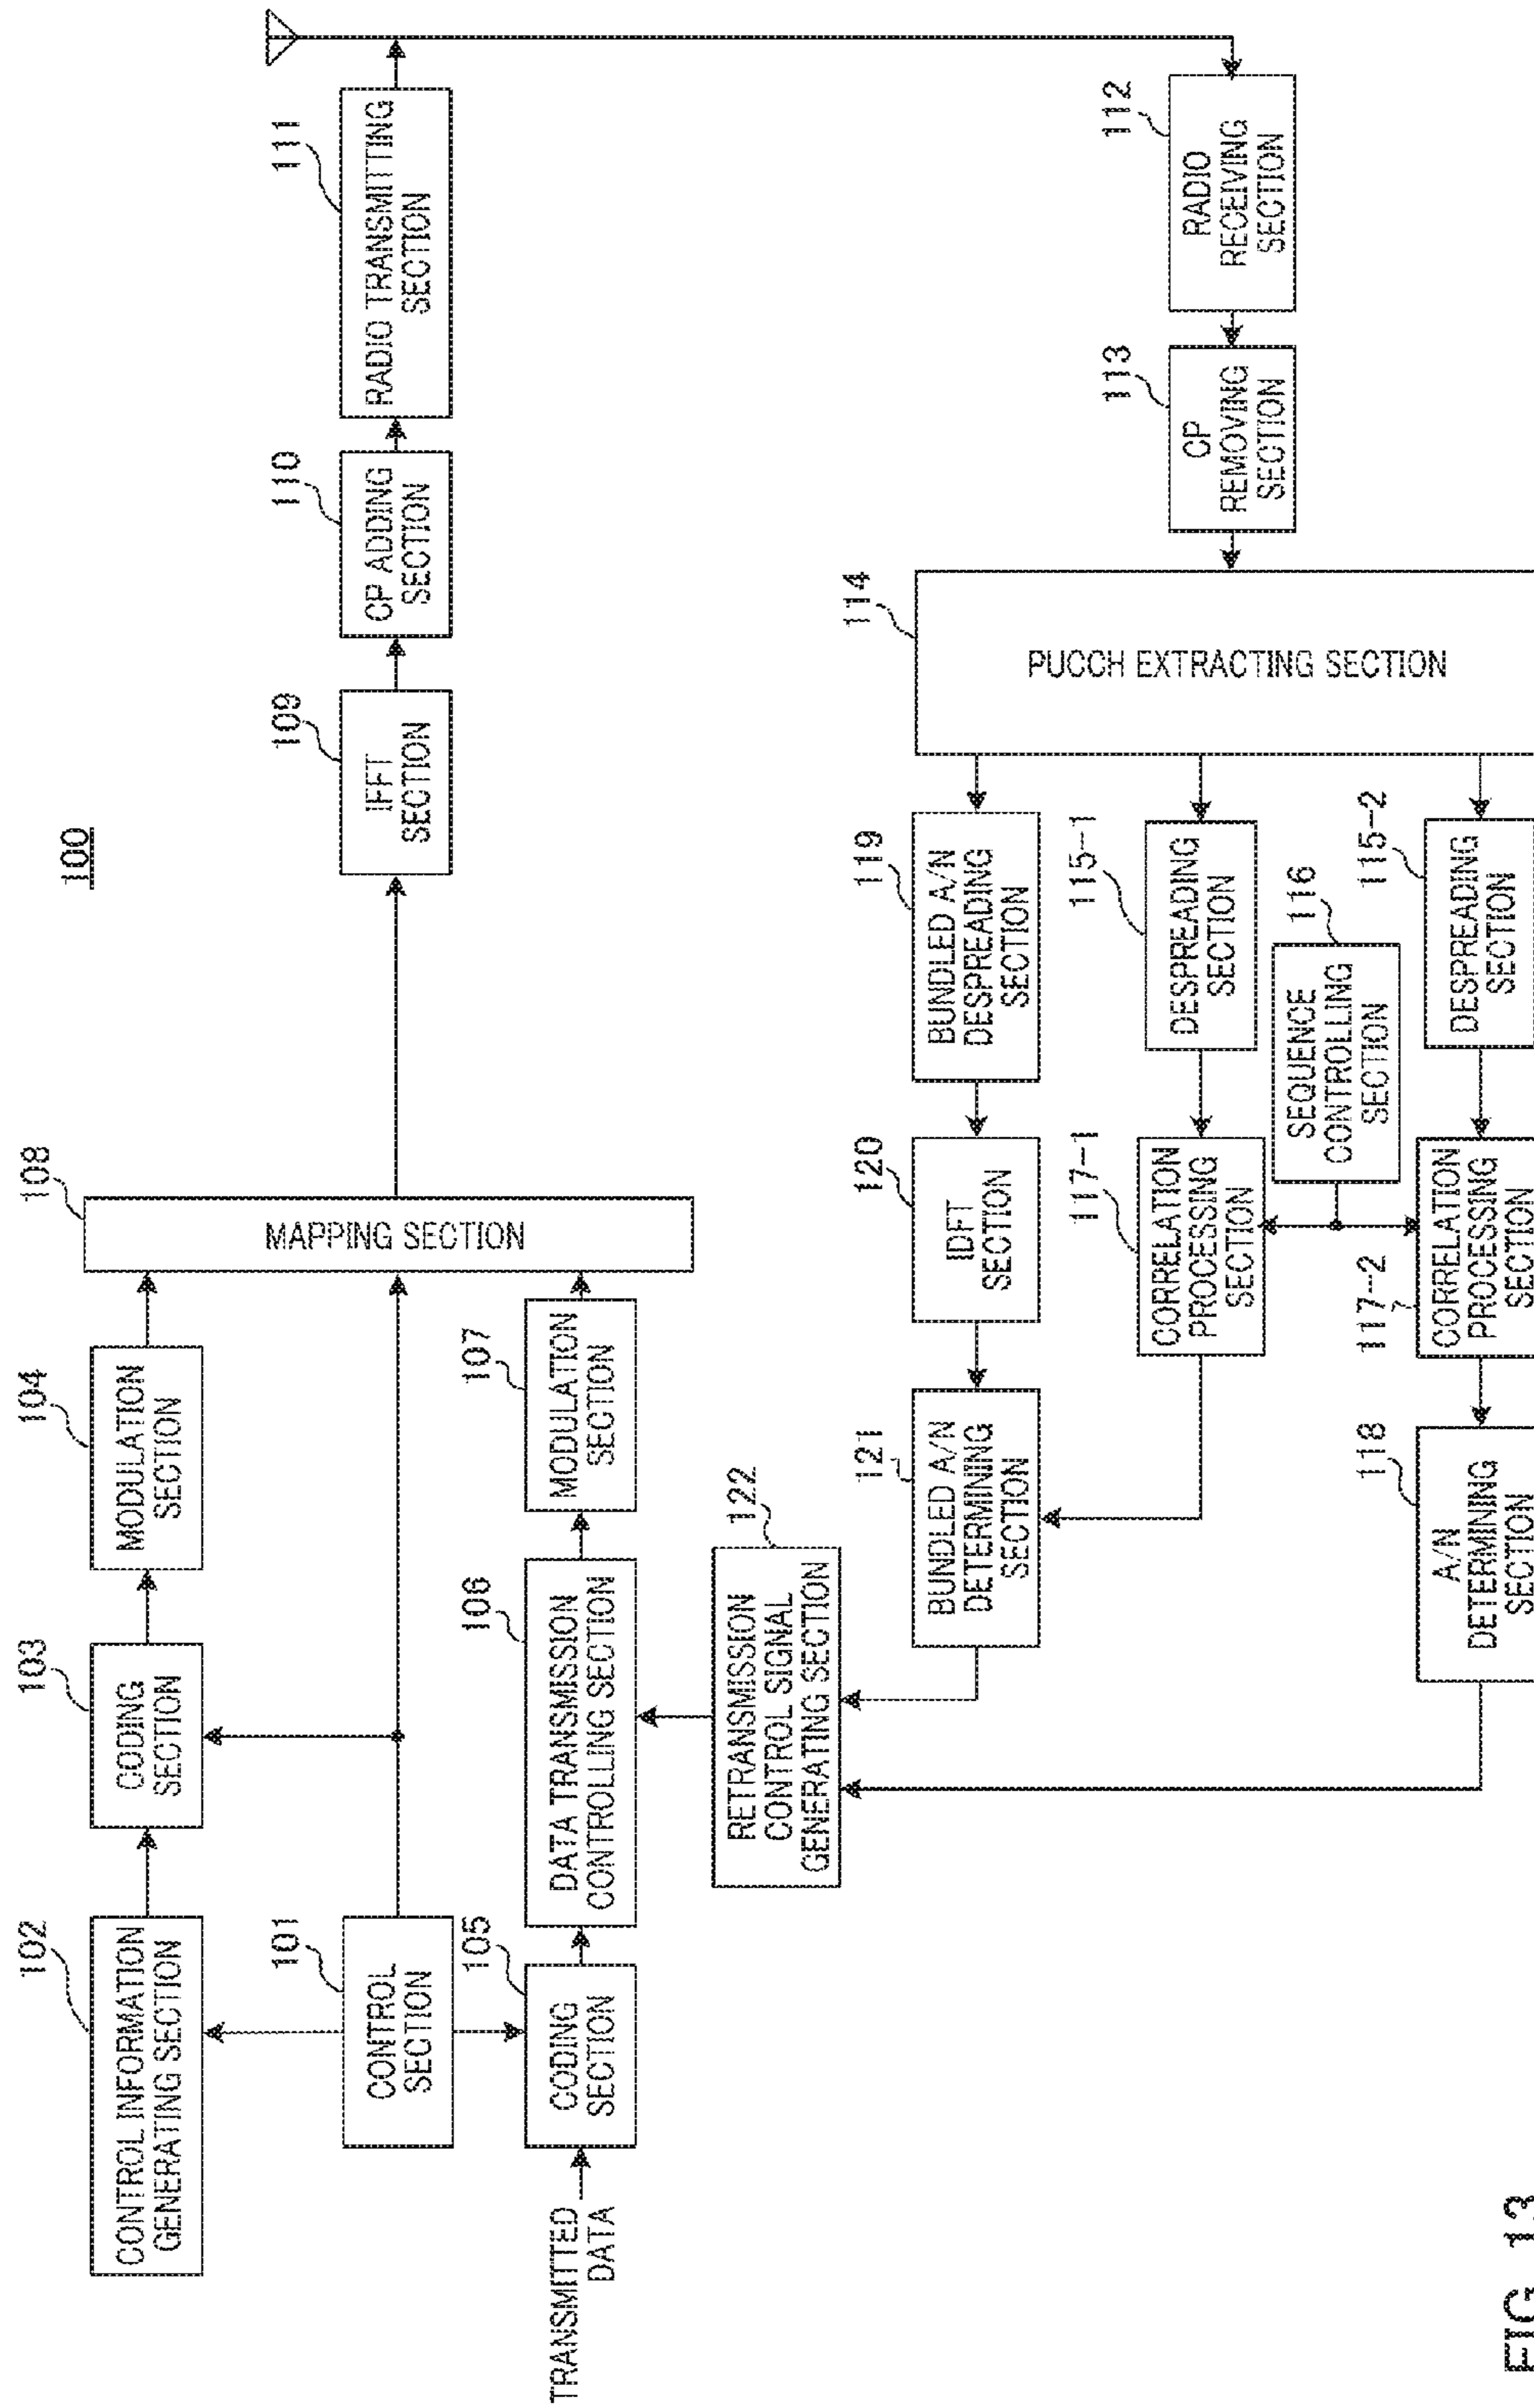 100
102
CONTROL INFORMATION
GENERATING SECTION
103
CODING
SECTION
104
MODULATION
SECTION
108
MAPPING SECTION
109
IFFT
SECTION
110
CP ADDING
SECTION
111
RADIO TRANSMITTING
SECTION
101
CONTROL
SECTION
TRANSMITTED
DATA
105
CODING
SECTION
106
DATA TRANSMISSION
CONTROLLING SECTION
107
MODULATION
SECTION
122
RETRANSMISSION
CONTROL SIGNAL
GENERATING SECTION
121
BUNDLED A/N
DETERMINING
SECTION
120
IDFT
SECTION
119
BUNDLED A/N
DESPREADING
SECTION
114
PUCCH EXTRACTING SECTION
113
CP
REMOVING
SECTION
112
RADIO
RECEIVING
SECTION
117-1
CORRELATION
PROCESSING
SECTION
115-1
DESPREADING
SECTION
116
SEQUENCE
CONTROLLING
SECTION
118
A/N
DETERMINING
SECTION
117-2
CORRELATION
PROCESSING
SECTION
115-2
DESPREADING
SECTION
FIG. 13